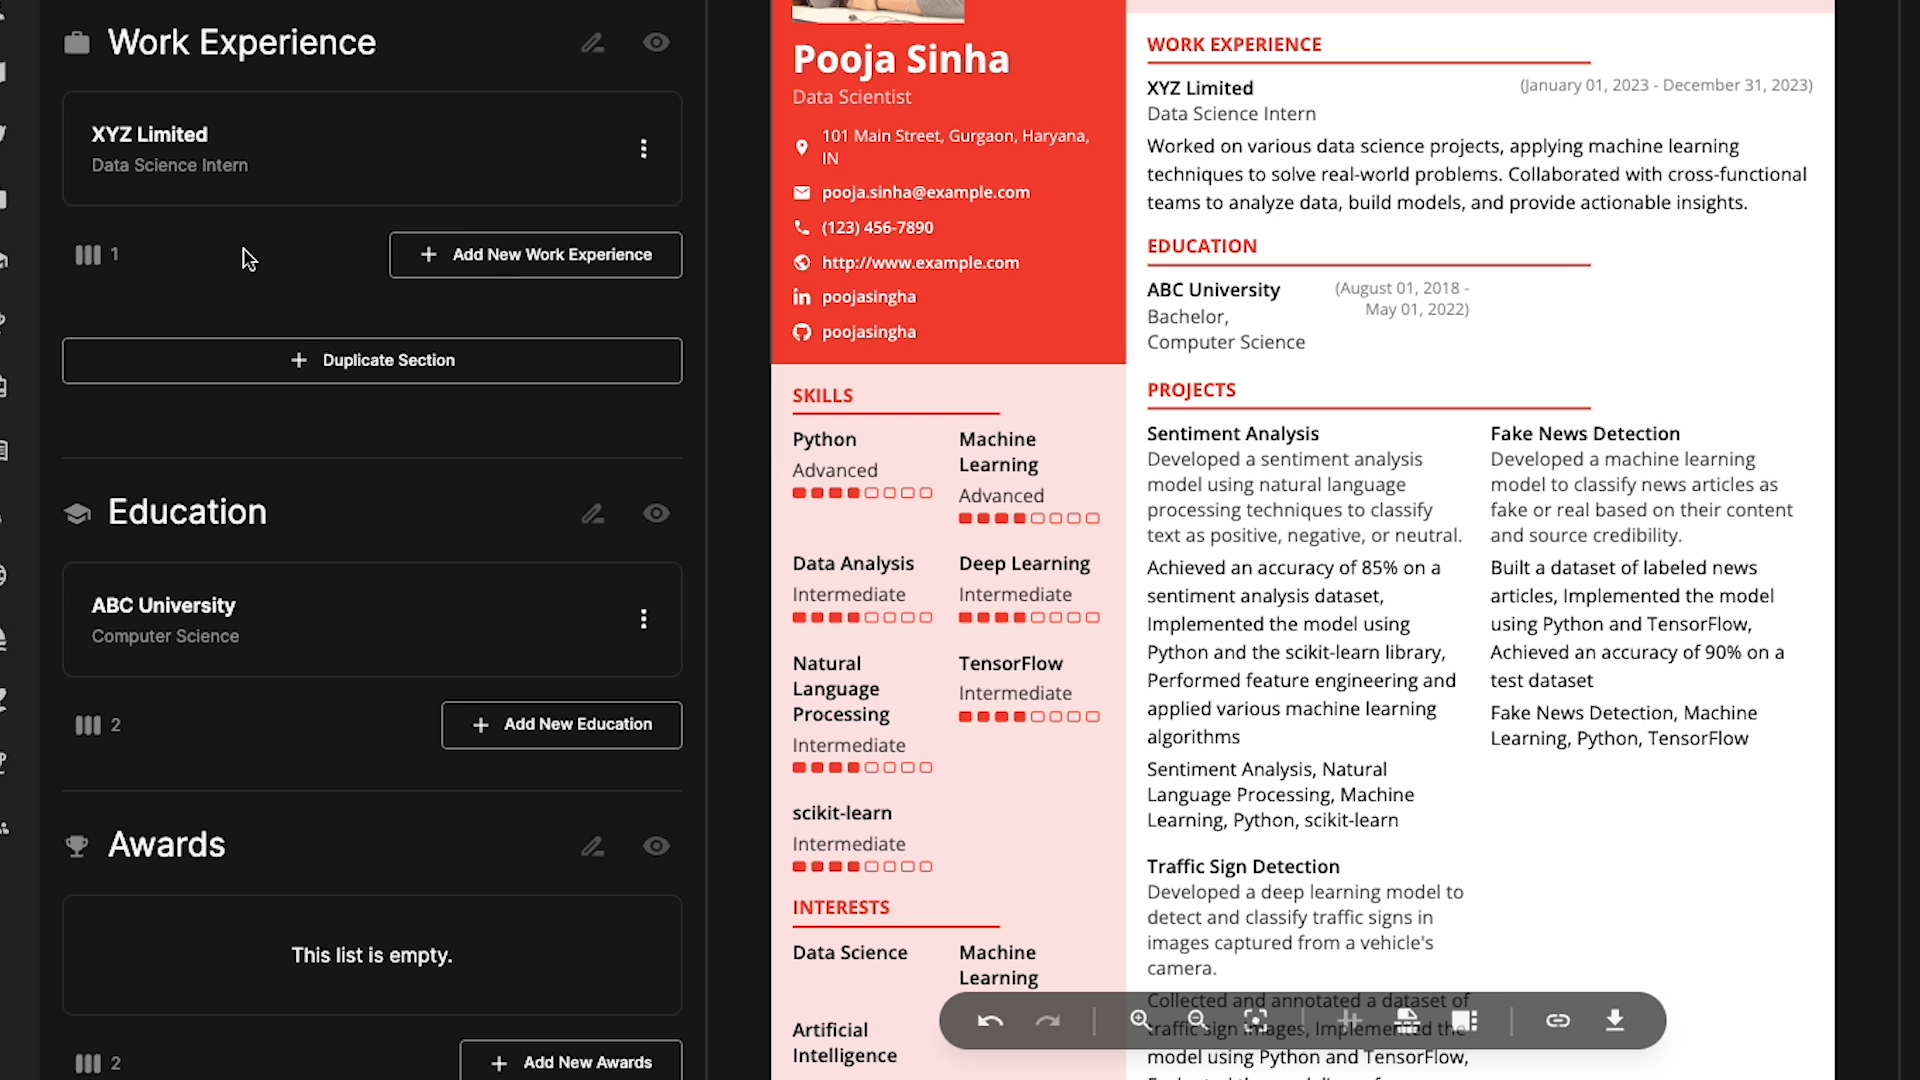 Work Experience
XYZ Limited
Data Science Intern
1
Add New Work Experience
Duplicate Section
Education
ABC University
Computer Science
2
Add New Education
Awards
This list is empty.
2
Add New Awards
Pooja Sinha
Data Scientist
101 Main Street, Gurgaon, Haryana,
IN
pooja.sinha@example.com
(123) 456-7890
http://www.example.com
poojasingha
poojasingha
SKILLS
Python
Advanced
Machine
Learning
Advanced
Data Analysis
Intermediate
Deep Learning
Intermediate
Natural
Language
Processing
Intermediate
TensorFlow
Intermediate
scikit-learn
Intermediate
INTERESTS
Data Science
Machine
Learning
Artificial
Intelligence
WORK EXPERIENCE
XYZ Limited
(January 01, 2023 - December 31, 2023)
Data Science Intern
Worked on various data science projects, applying machine learning
techniques to solve real-world problems. Collaborated with cross-functional
teams to analyze data, build models, and provide actionable insights.
EDUCATION
ABC University
(August 01, 2018 -
May 01, 2022)
Bachelor,
Computer Science
PROJECTS
Sentiment Analysis
Developed a sentiment analysis
model using natural language
processing techniques to classify
text as positive, negative, or neutral.
Achieved an accuracy of 85% on a
sentiment analysis dataset,
Implemented the model using
Python and the scikit-learn library,
Performed feature engineering and
applied various machine learning
algorithms
Sentiment Analysis, Natural
Language Processing, Machine
Learning, Python, scikit-learn
Fake News Detection
Developed a machine learning
model to classify news articles as
fake or real based on their content
and source credibility.
Built a dataset of labeled news
articles, Implemented the model
using Python and TensorFlow,
Achieved an accuracy of 90% on a
test dataset
Fake News Detection, Machine
Learning, Python, TensorFlow
Traffic Sign Detection
Developed a deep learning model to
detect and classify traffic signs in
images captured from a vehicle's
camera.
Collected and annotated a dataset of
traffic sign images, Implemented the
model using Python and TensorFlow,